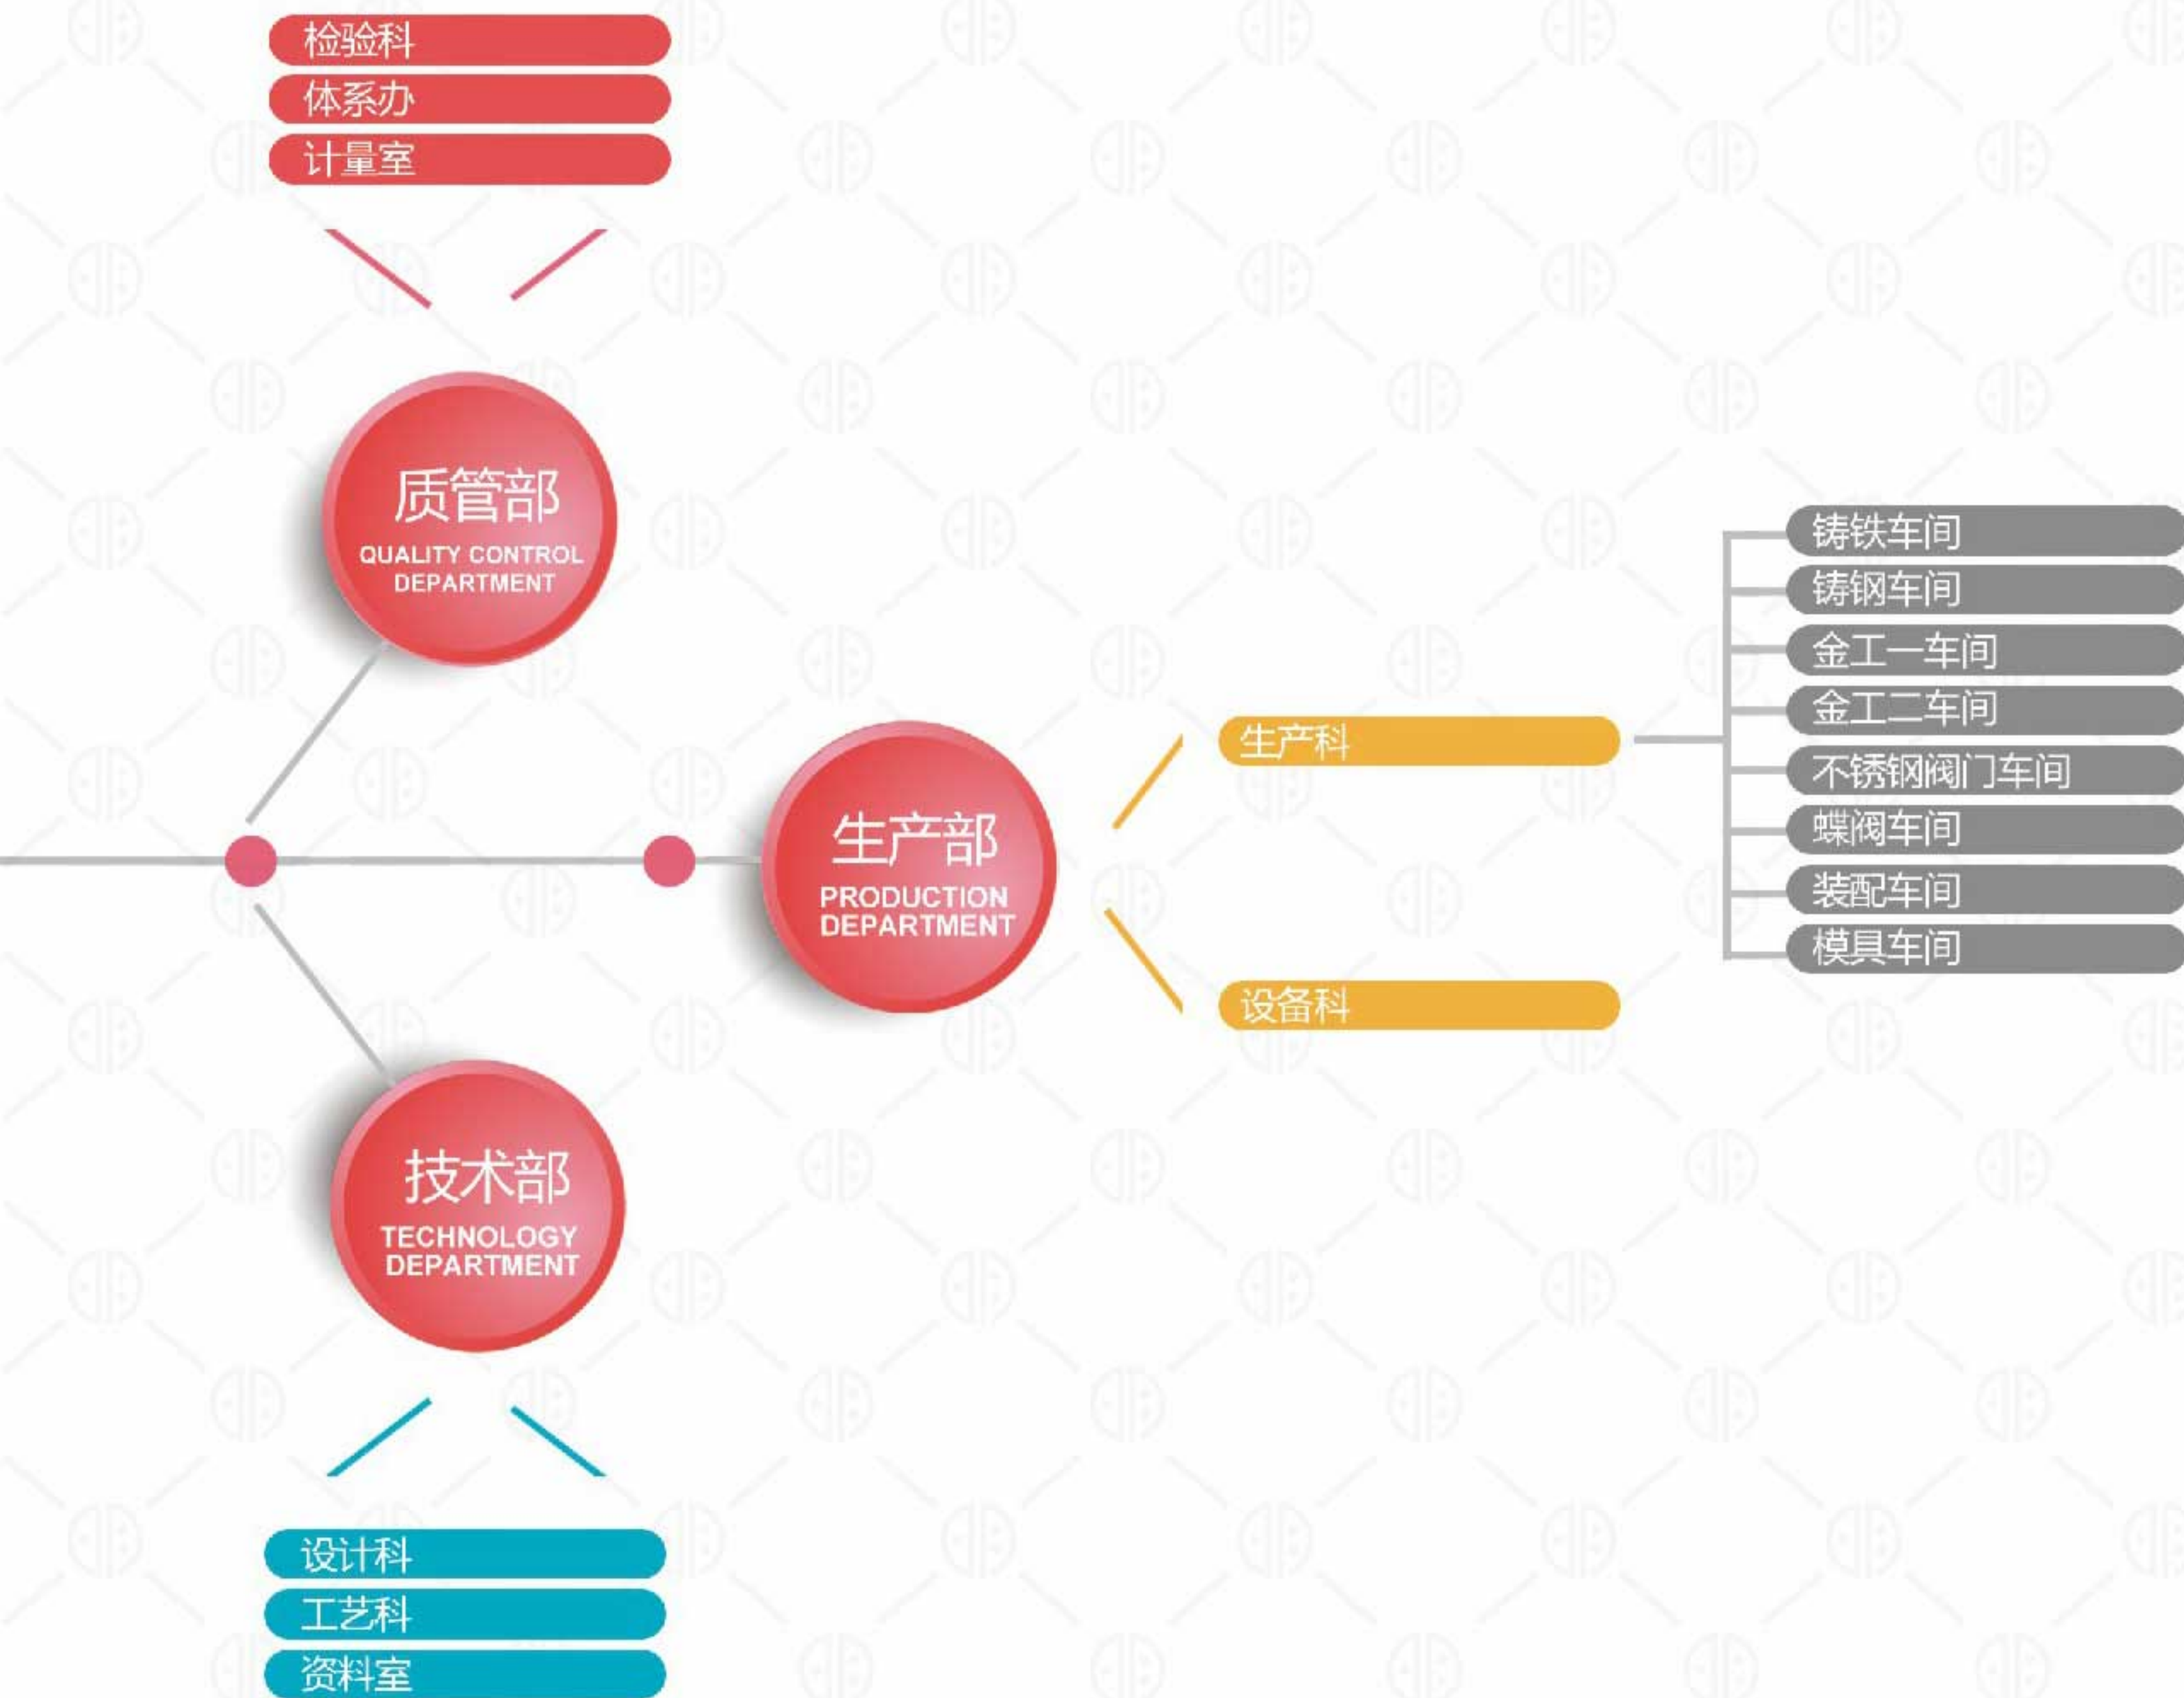 检验科
体系办
计量室
质管部
QUALITY CONTROL
DEPARTMENT
生产部
PRODUCTION
DEPARTMENT
生产科
设备科
铸铁车间
铸钢车间
金工一车间
金工二车间
不锈钢阀门车间
蝶阀车间
装配车间
模具车间
技术部
TECHNOLOGY
DEPARTMENT
设计科
工艺科
资料室